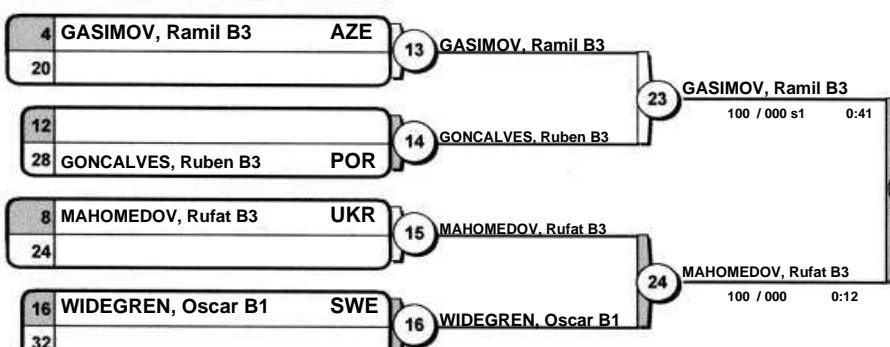 4 GASIMOV, Ramil B3 AZE
20
13
GASIMOV, Ramil B3
12
28 GONCALVES, Ruben B3 POR
14
GONCALVES, Ruben B3
23
GASIMOV, Ramil B3
100 / 000 s1 0:41
8 MAHOMEDOV, Rufat B3 UKR
24
15
MAHOMEDOV, Rufat B3
16 WIDEGREN, Oscar B1 SWE
32
16
WIDEGREN, Oscar B1
24
MAHOMEDOV, Rufat B3
100 / 000 0:12